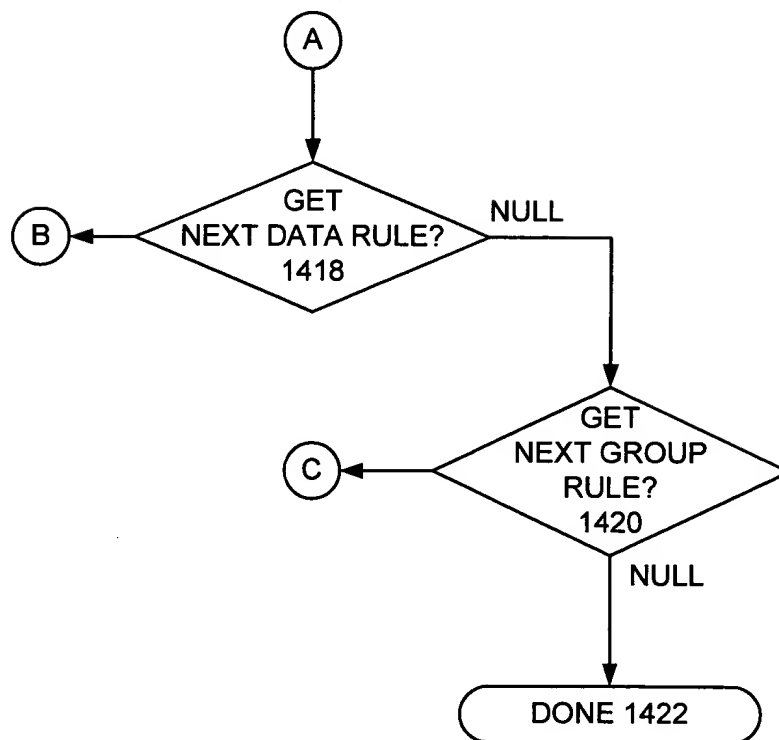 A
GET
NEXT DATA RULE?
1418
NULL
B
GET
NEXT GROUP
RULE?
1420
C
NULL
DONE 1422